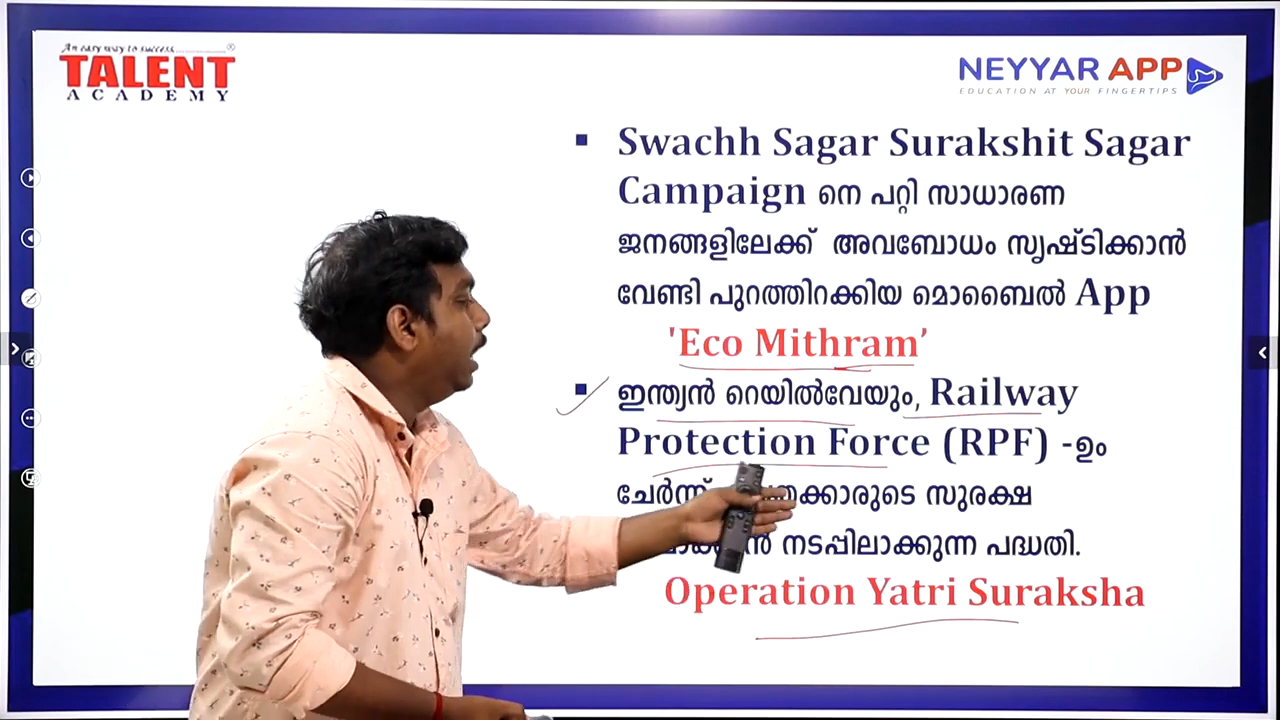 An easy way to success.....
TALENT
ACADEMY
NEYYAR APP
EDUCATION AT YOUR FINGERTIPS
Swachh Sagar Surakshit Sagar
Campaign നെ പറ്റി സാധാരണ
ജനങ്ങളിലേക്ക് അവബോധം സൃഷ്ടിക്കാൻ
വേണ്ടി പുറത്തിറക്കിയ മൊബൈൽ App
'Eco Mithram’
ഇന്ത്യൻ റെയിൽവേയും, Railway
Protection Force (RPF) -ഉം
ചേർന്ന് സുരക്ഷ
നടപ്പിലാക്കുന്ന പദ്ധതി.
Operation Yatri Suraksha